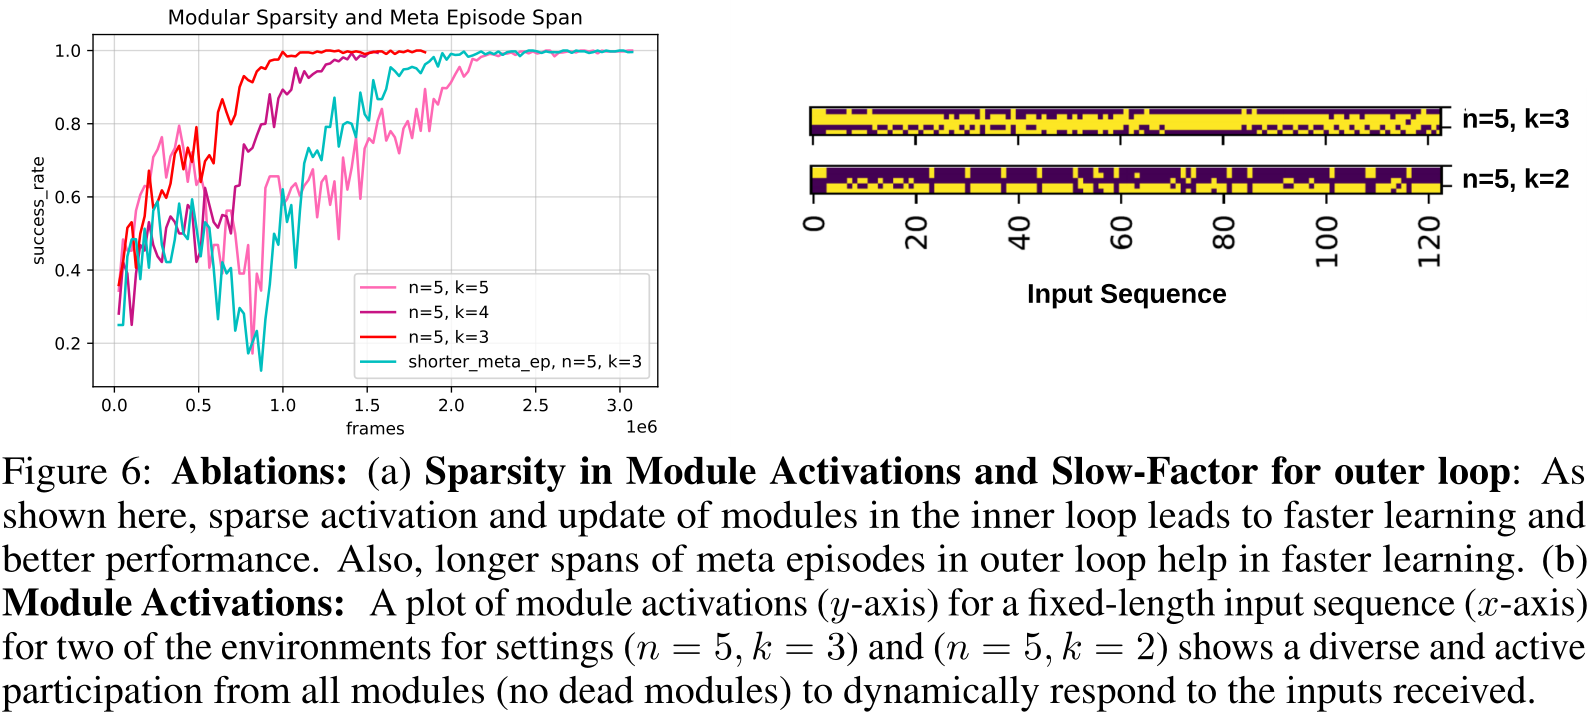 Modular Sparsity and Meta Episode Span
success_rate
1.0
0.8
0.6
0.4
0.2
n=5, k=5
n=5, k=4
n=5, k=3
shorter_meta_ep, n=5, k=3
0.0 0.5 1.0 1.5 2.0 2.5 3.0
frames
1e6
n=5, k=3
n=5, k=2
0 20 40 60 80 100 120
Input Sequence
Figure 6: Ablations: (a) Sparsity in Module Activations and Slow-Factor for outer loop: As
shown here, sparse activation and update of modules in the inner loop leads to faster learning and
better performance. Also, longer spans of meta episodes in outer loop help in faster learning. (b)
Module Activations: A plot of module activations (y-axis) for a fixed-length input sequence (x-axis)
for two of the environments for settings (n = 5, k = 3) and (n = 5, k = 2) shows a diverse and active
participation from all modules (no dead modules) to dynamically respond to the inputs received.